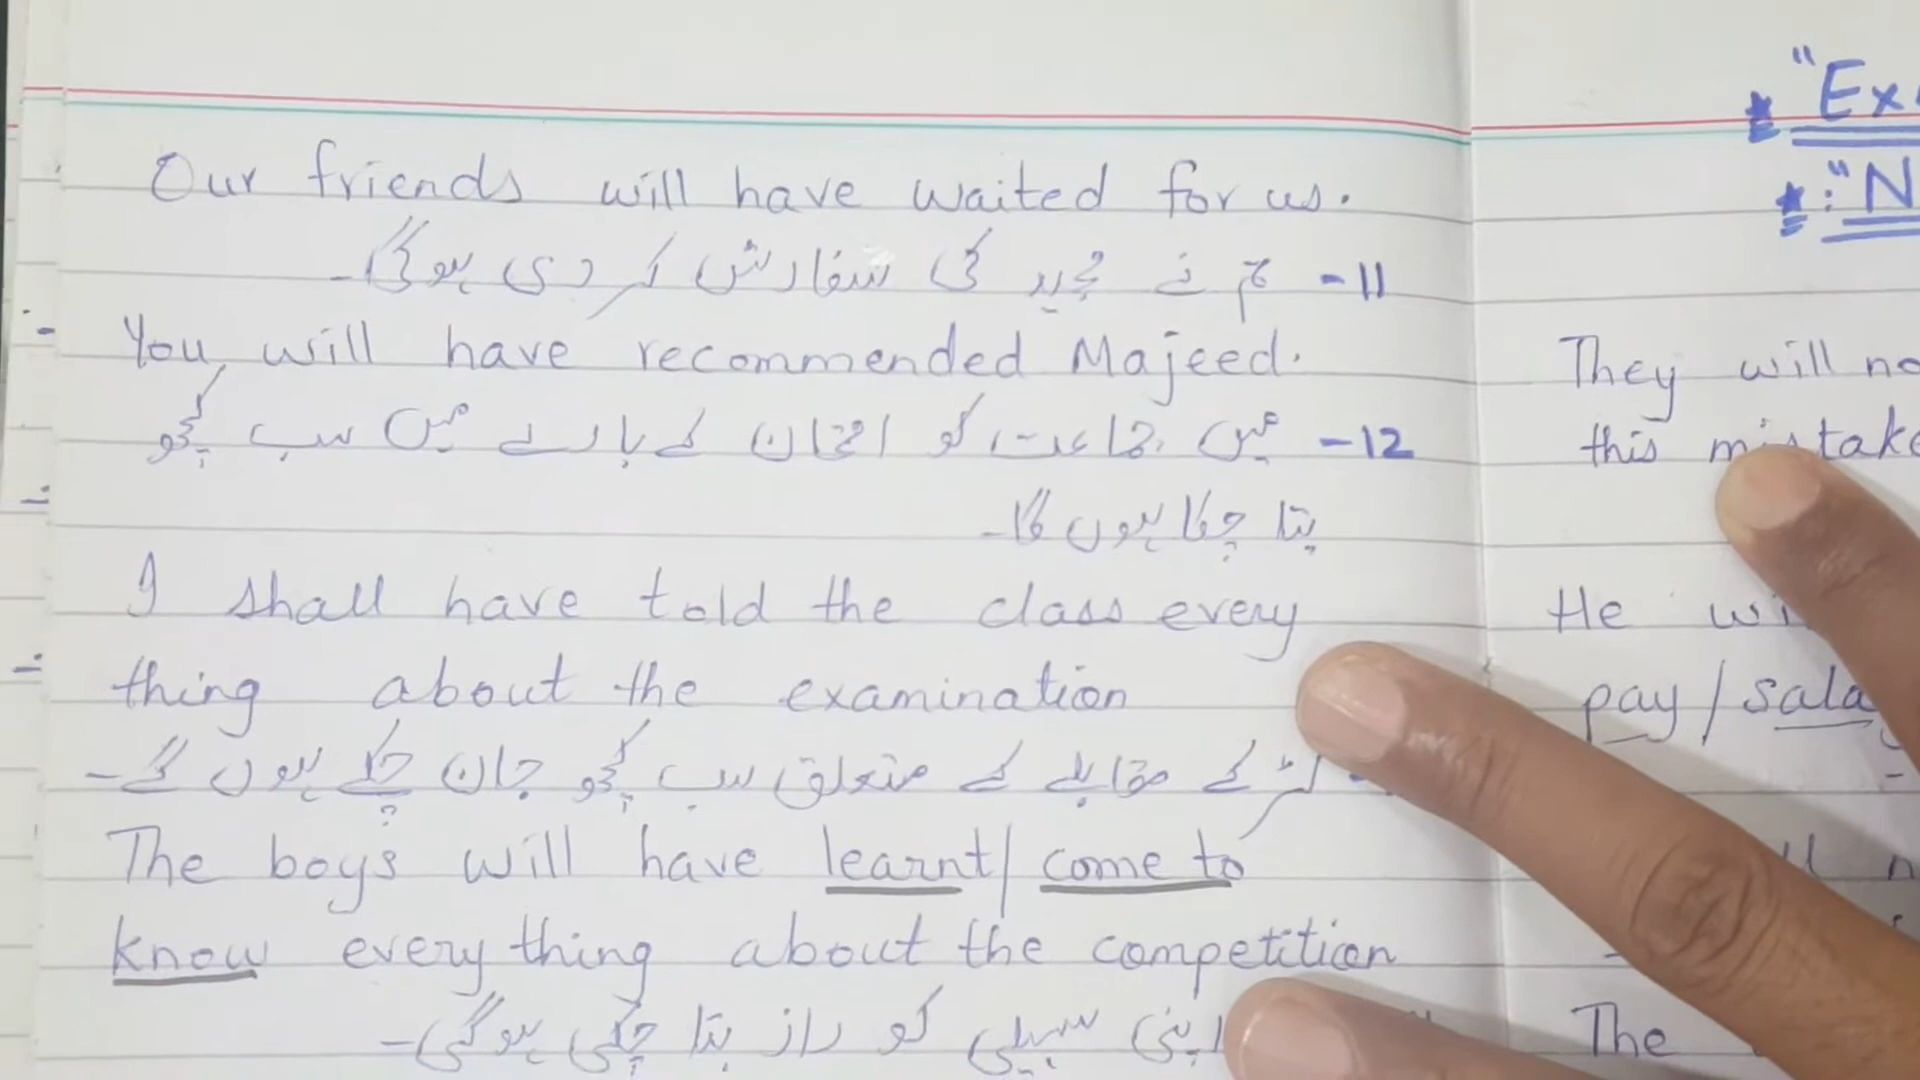 Our friends will have waited for us.
11- تم نے مجید کی سفارش کر دی ہوگی۔
You will have recommended Majeed.
12- میں جماعت کو امتحان کے بارے میں سب کچھ
بتا چکا ہوں گا۔
I shall have told the class every
thing about the examination
لڑکے مقابلے کے متعلق سب کچھ جان چکے ہوں گے۔
The boys will have learnt/ come to
know everything about the competition
اپنی سہیلی کو راز بتا چکی ہوگی۔
"Ex
"N
They will no
this mistake
He wi
pay/sala
The